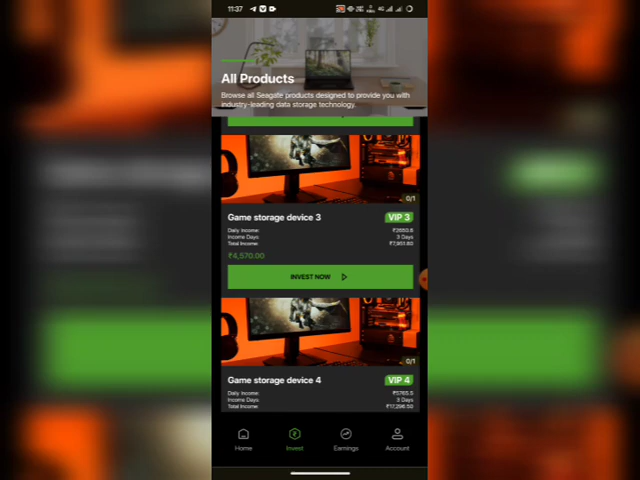 11:37
All Products
Browse all Seagate products designed to provide you with
industry-leading data storage technology.
0/1
Game storage device 3
VIP 3
Daily Income: ₹2650.6
Income Days: 3 Days
Total Income: ₹7,951.80
₹4,570.00
INVEST NOW
0/1
Game storage device 4
VIP 4
Daily Income: ₹5765.5
Income Days: 3 Days
Total Income: ₹17,296.50
Home
Invest
Earnings
Account